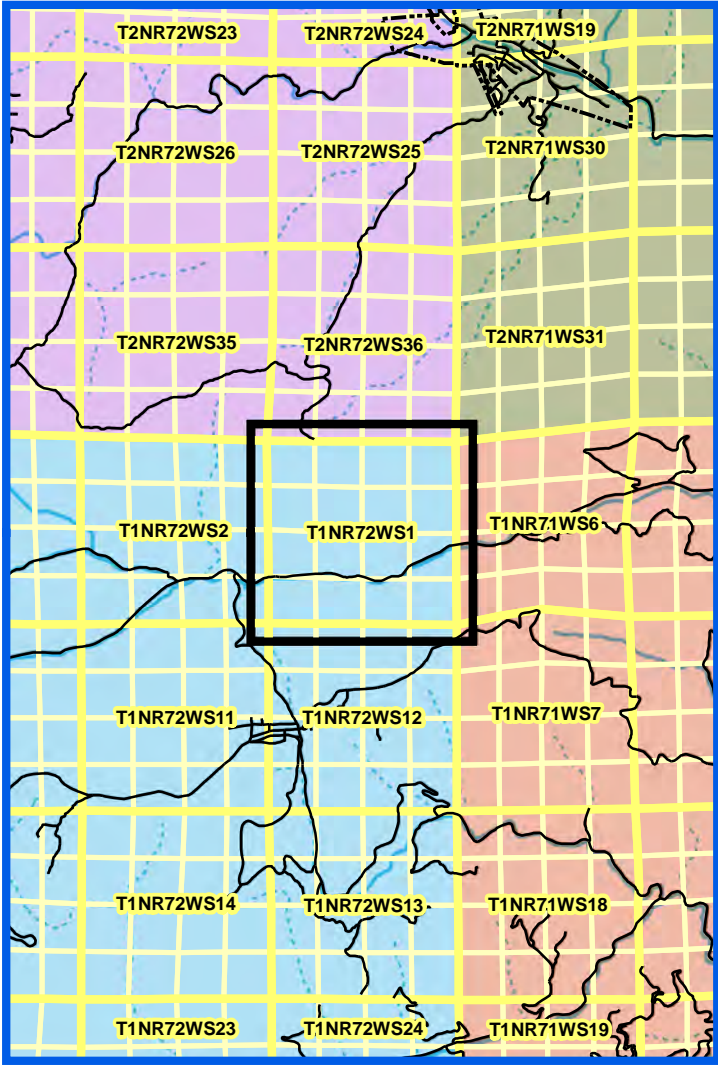 T2NR72WS23 T2NR72WS24 T2NR71WS19
T2NR72WS26 T2NR72WS25 T2NR71WS30
T2NR72WS35 T2NR72WS36 T2NR71WS31
T1NR72WS2 T1NR72WS1 T1NR71WS6
T1NR72WS11 T1NR72WS12 T1NR71WS7
T1NR72WS14 T1NR72WS13 T1NR71WS18
T1NR72WS23 T1NR72WS24 T1NR71WS19